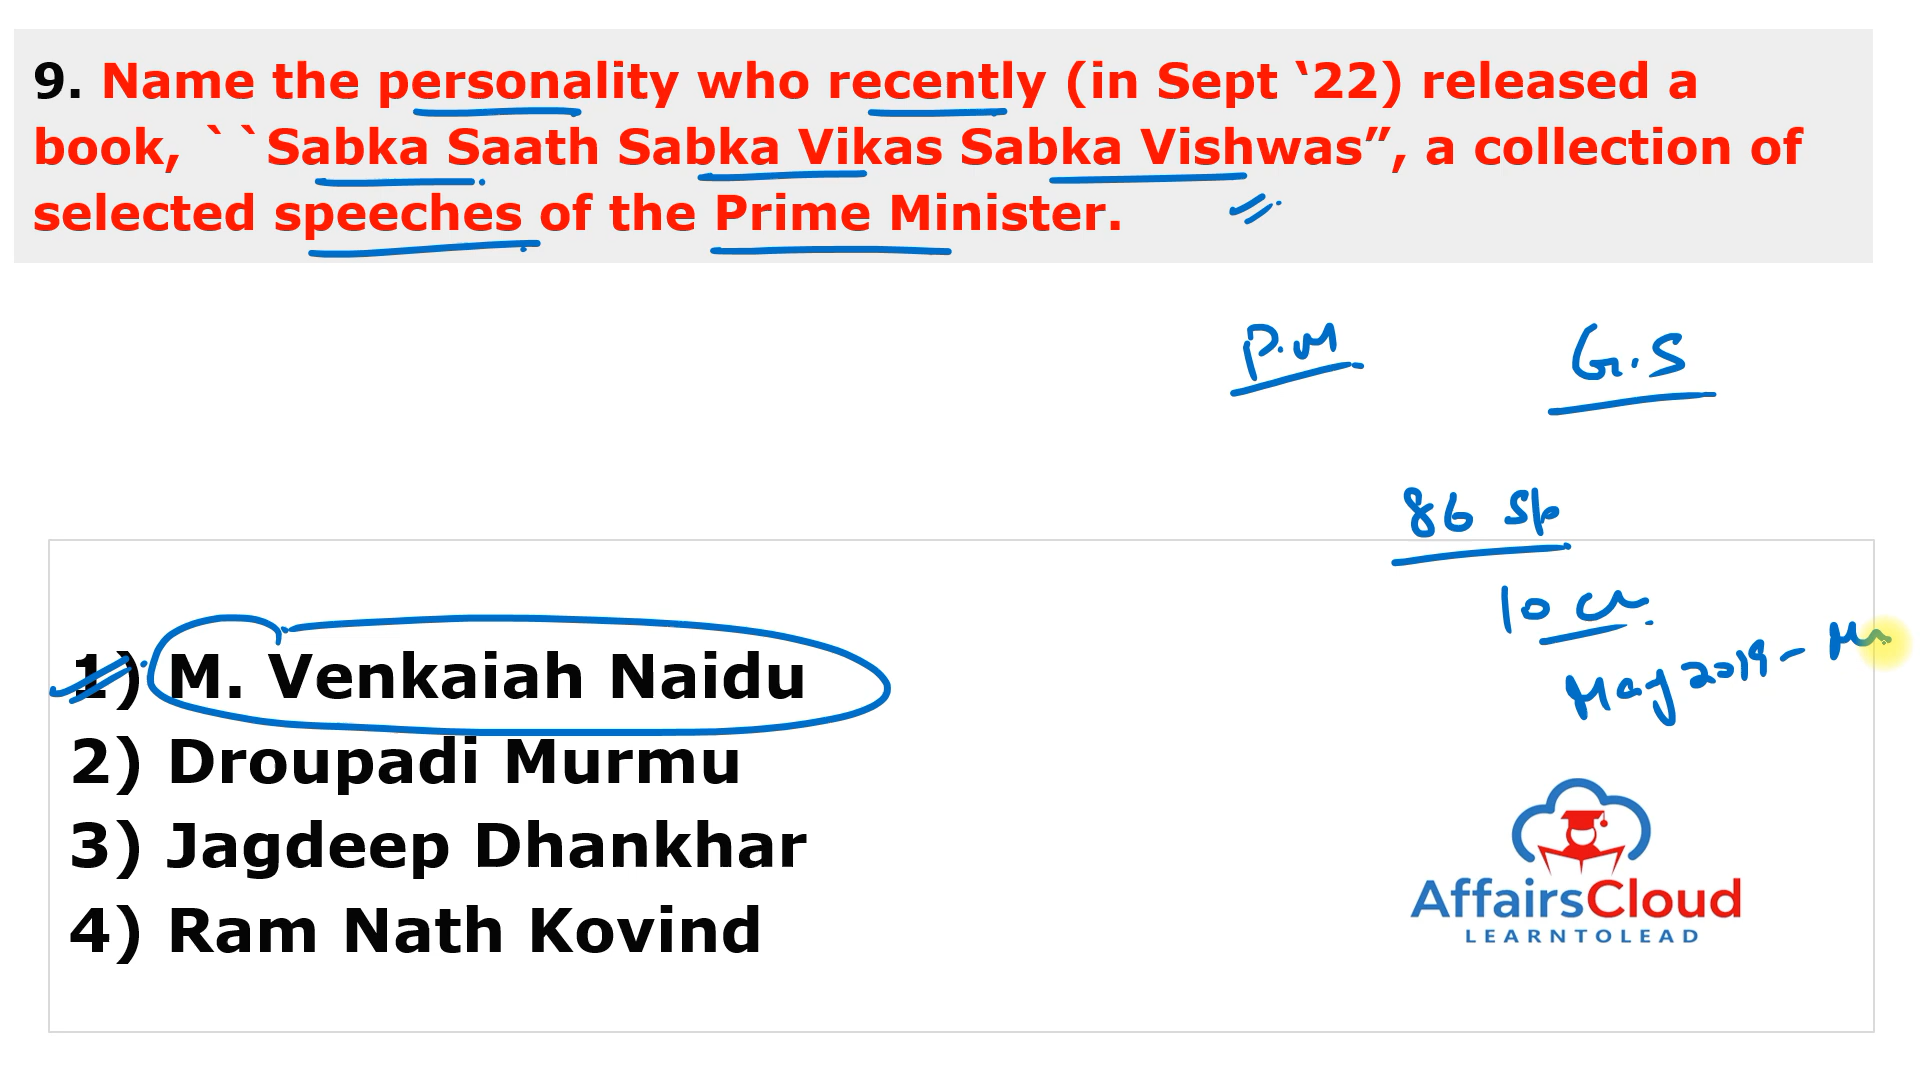 9. Name the personality who recently (in Sept ‘22) released a
book, ``Sabka Saath Sabka Vikas Sabka Vishwas”, a collection of
selected speeches of the Prime Minister.
P.M
G.S
86 Sp
10 ch
May 2019 -
1) M. Venkaiah Naidu
2) Droupadi Murmu
3) Jagdeep Dhankhar
4) Ram Nath Kovind
AffairsCloud
LEARNTOLEAD